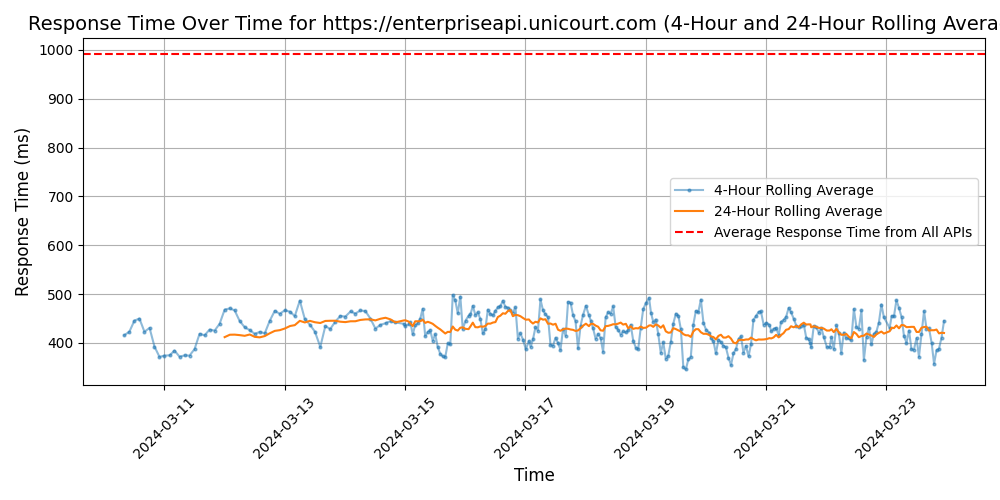 Response Time Over Time for https://enterpriseapi.unicourt.com (4-Hour and 24-Hour Rolling Avera
Response Time (ms)
1000
900
800
700
600
500
400
4-Hour Rolling Average
24-Hour Rolling Average
Average Response Time from All APIs
2024-03-11
2024-03-13
2024-03-15
2024-03-17
2024-03-19
2024-03-21
2024-03-23
Time